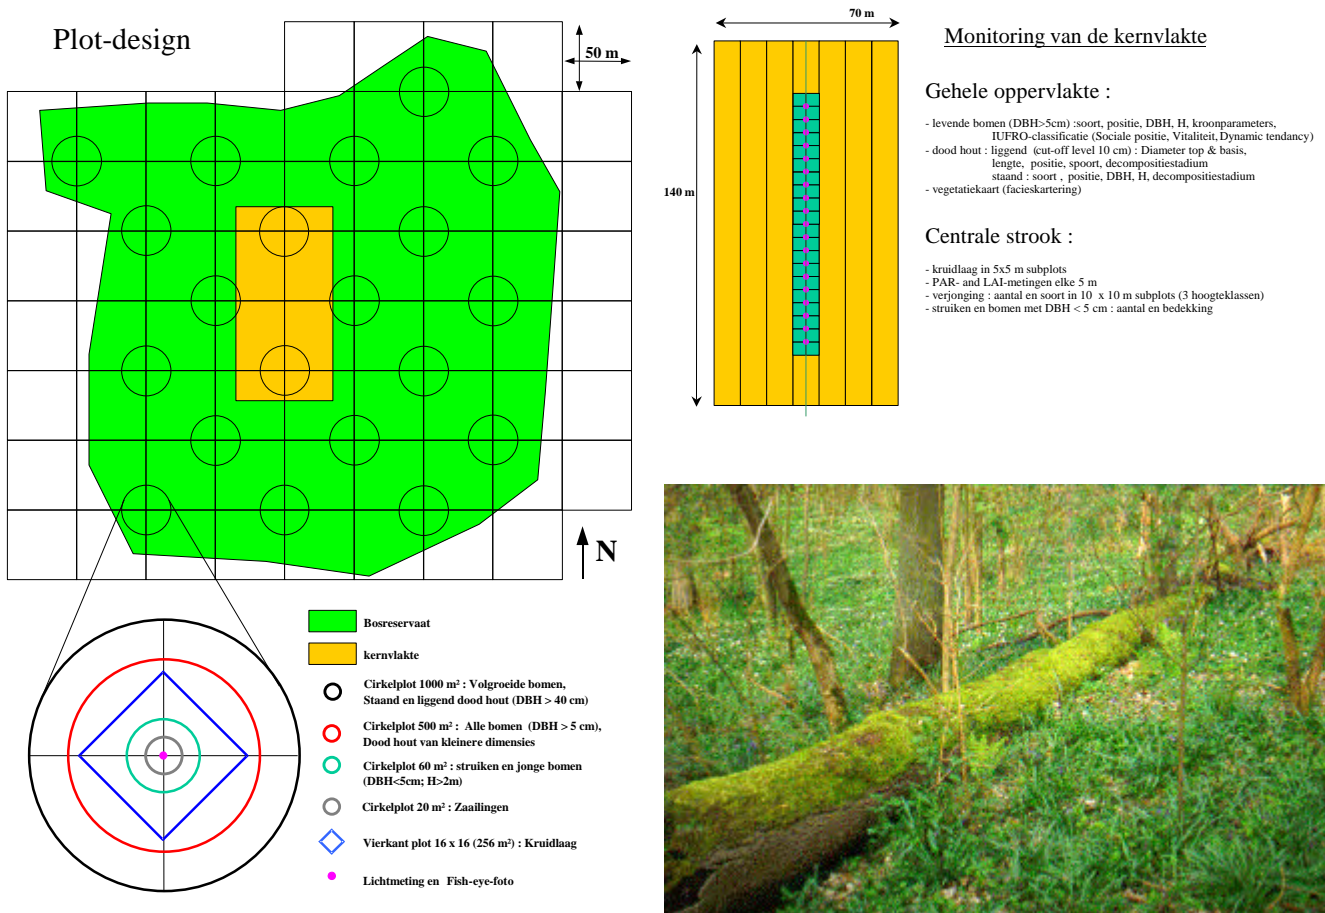 Plot-design
50 m
N
Bosreservaat
kernvlakte
Cirkelplot 1000 m² : Volgroeide bomen,
Staand en liggend dood hout (DBH > 40 cm)
Cirkelplot 500 m² : Alle bomen (DBH > 5 cm),
Dood hout van kleinere dimensies
Cirkelplot 60 m² : struiken en jonge bomen
(DBH<5cm; H>2m)
Cirkelplot 20 m² : Zaailingen
Vierkant plot 16 x 16 (256 m²) : Kruidlaag
Lichtmeting en Fish-eye-foto
70 m
140 m
Monitoring van de kernvlakte
Gehele oppervlakte :
- levende bomen (DBH>5cm) :soort, positie, DBH, H, kroonparameters,
IUFRO-classificatie (Sociale positie, Vitaliteit, Dynamic tendancy)
- dood hout : liggend (cut-off level 10 cm) : Diameter top & basis,
lengte, positie, spoort, decompositiestadium
staand : soort , positie, DBH, H, decompositiestadium
- vegetatiekaart (facieskartering)
Centrale strook :
- kruidlaag in 5x5 m subplots
- PAR- and LAI-metingen elke 5 m
- verjonging : aantal en soort in 10 x 10 m subplots (3 hoogteklassen)
- struiken en bomen met DBH < 5 cm : aantal en bedekking